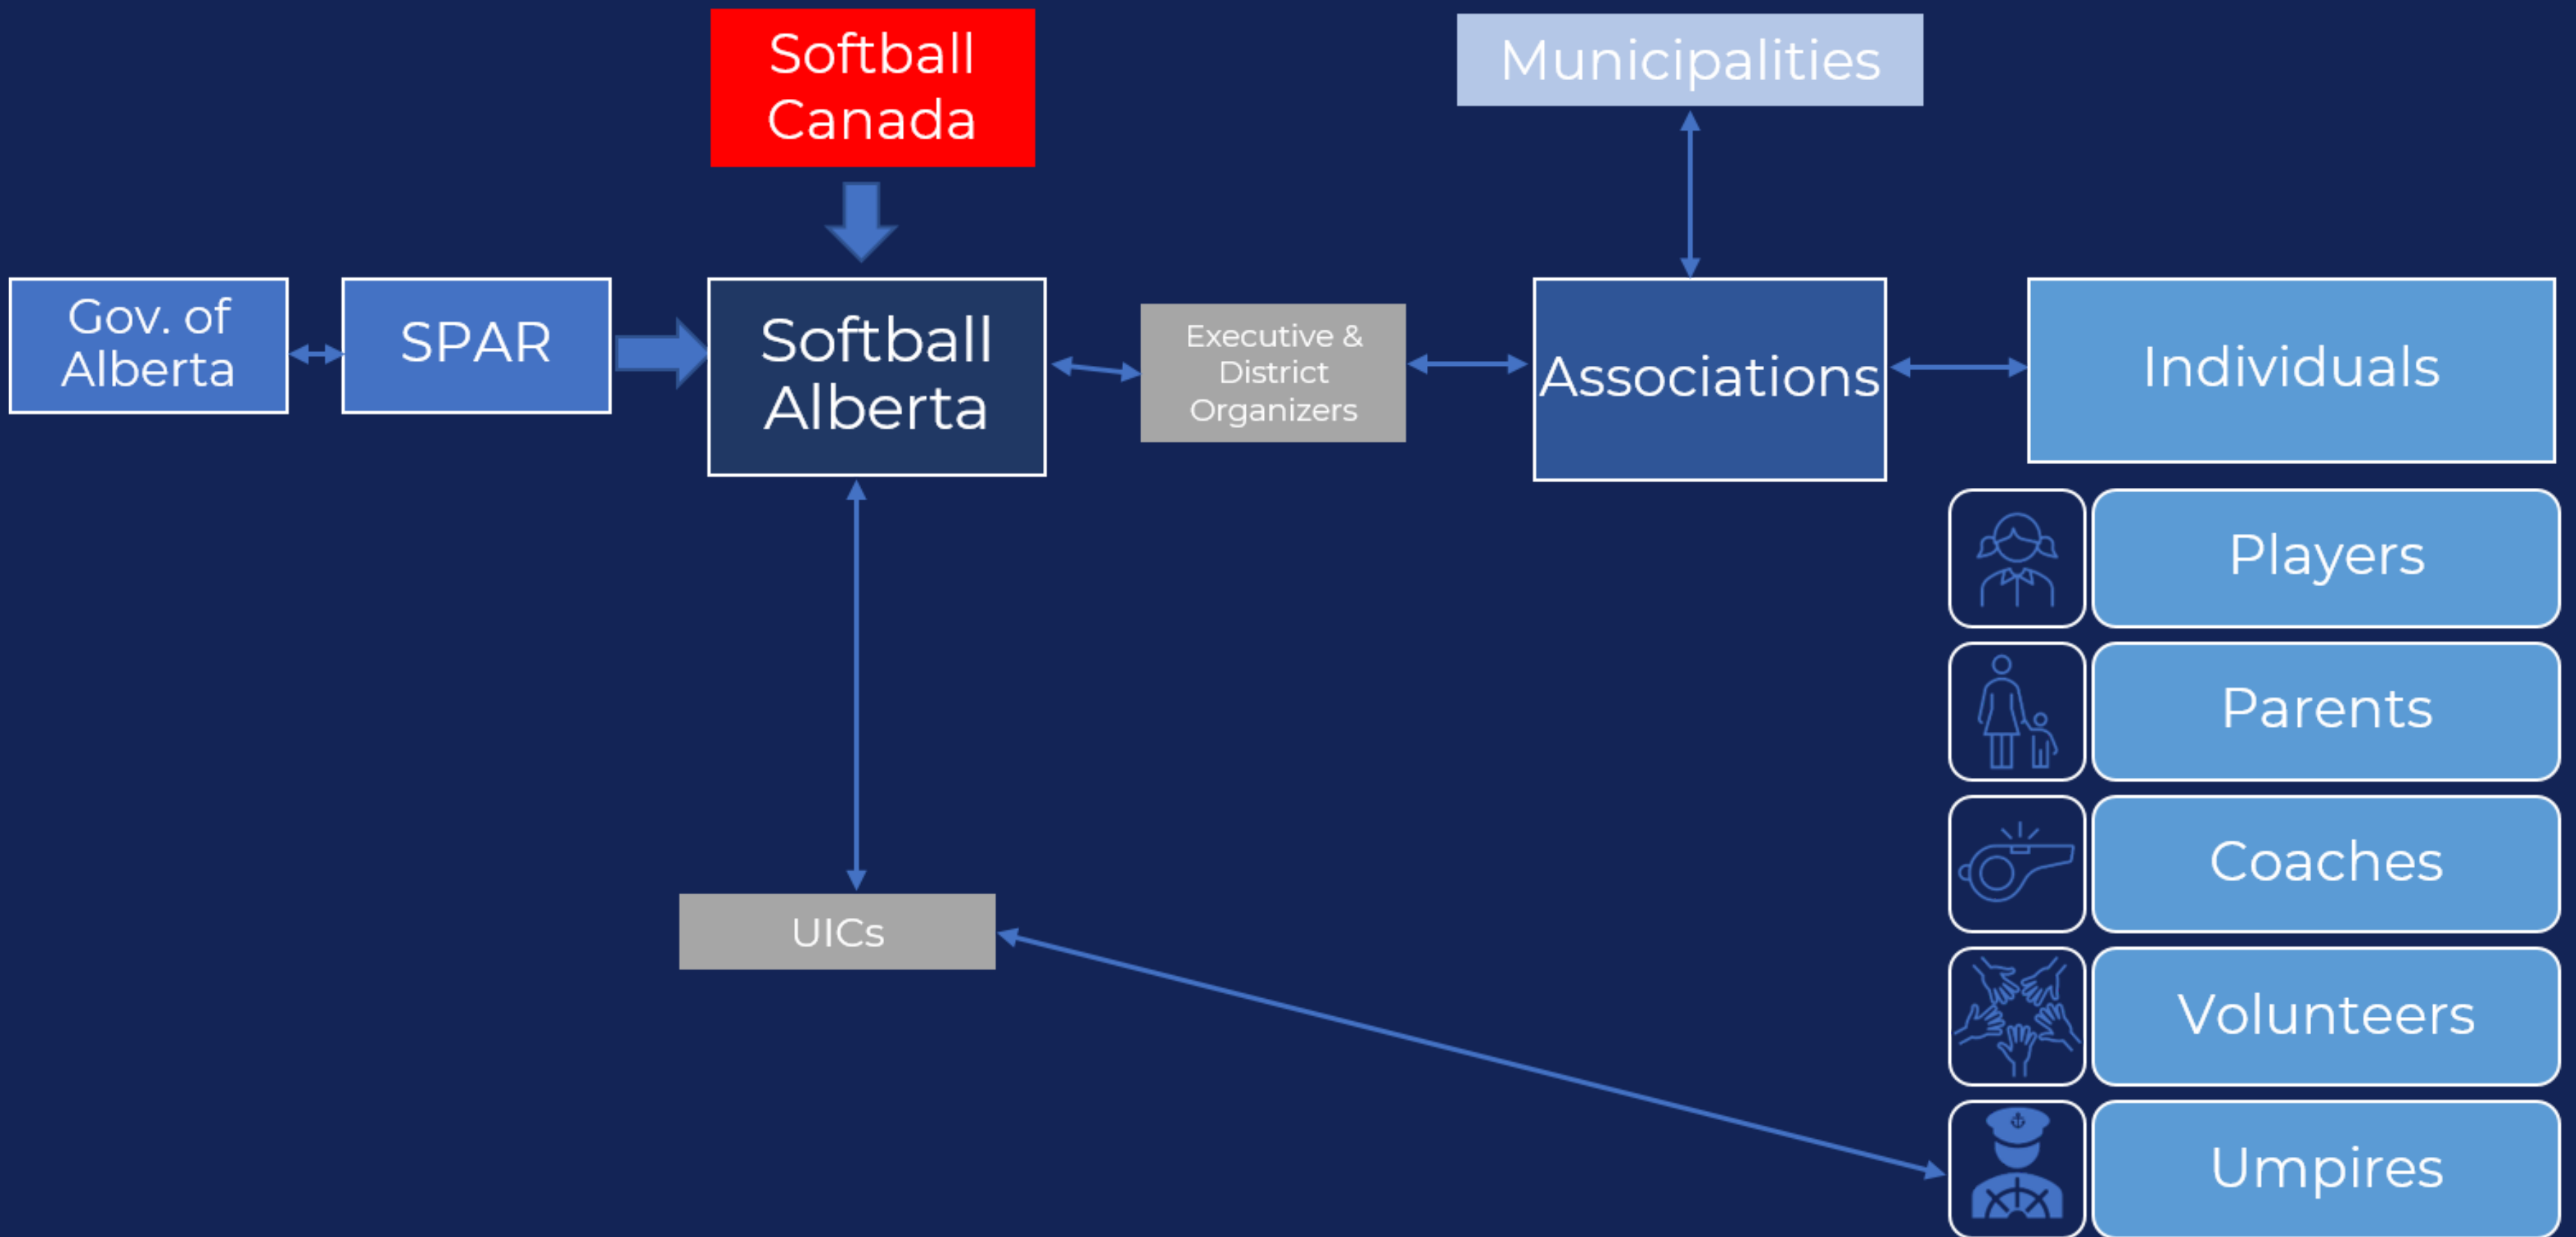 Softball
Canada
Municipalities
Gov. of
Alberta
SPAR
Softball
Alberta
Executive &
District
Organizers
Associations
Individuals
Players
Parents
Coaches
Volunteers
UICs
Umpires